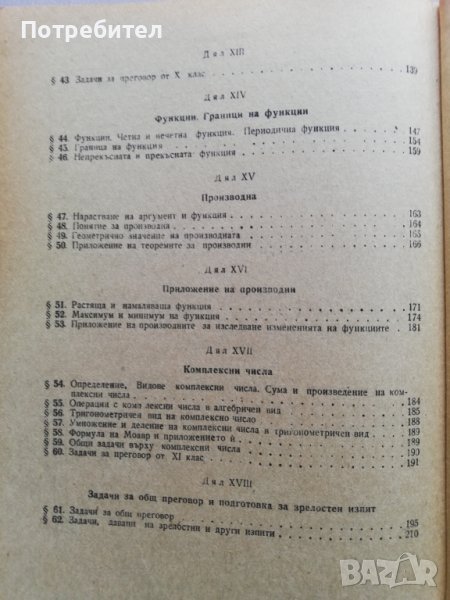 Потребител
Дял XIII
§ 43. Задачи за преговор от X клас 139
Дял XIV
Функции. Граници на функции
§ 44. Функции. Четна и нечетна функция. Периодична функция 147
§ 45. Граница на функция 154
§ 46. Непрекъсната и прекъсната функция 159
Дял XV
Производна
§ 47. Нарастване на аргумент и функция 163
§ 48. Понятие за производна 164
§ 49. Геометрично значение на производната 165
§ 50. Приложение на теоремите за производни 166
Дял XVI
Приложение на производни
§ 51. Растяща и намаляваща функция 171
§ 52. Максимум и минимум на функция 174
§ 53. Приложение на производните за изследване измененията на функциите 181
Дял XVII
Комплексни числа
§ 54. Определение, Видове комплексни числа. Сума и произведение на ком-
плексни числа 184
§ 55. Операция с комплексни числа в алгебричен вид
§ 56. Тригонометричен вид на комплексно число 185
§ 57. Умножение и деление на комплексни числа в тригонометричен вид 188
§ 58. Формула на Моавр и приложението ѝ 189
§ 59. Общи задачи върху комплексни числа 190
§ 60. Задачи за преговор от XI клас 191
Дял XVIII
Задачи за общ преговор и подготовка за зрелостен изпит
§ 61. Задачи за общ преговор 195
§ 62. Задачи, давани на зрелостни и други изпити 210
BAZAR